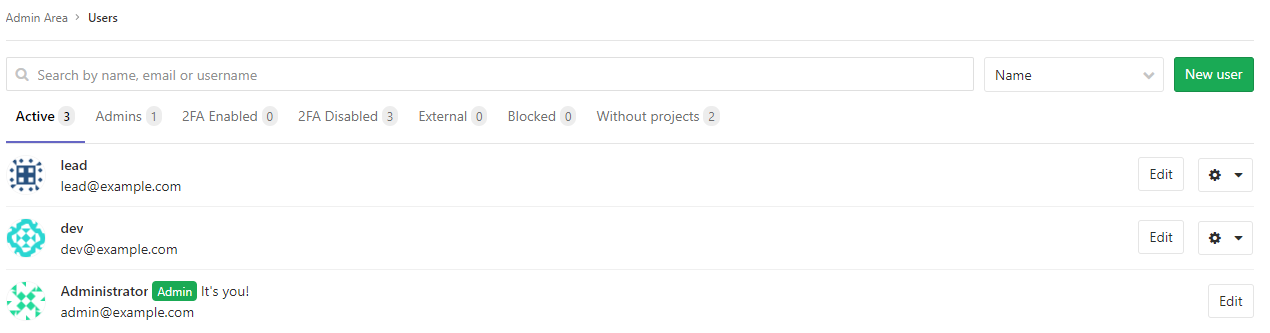 Admin Area › Users
Search by name, email or username
Name
New user
Active 3 Admins 1 2FA Enabled 0 2FA Disabled 3 External 0 Blocked 0 Without projects 2
lead
lead@example.com
Edit
dev
dev@example.com
Edit
Administrator Admin It's you!
admin@example.com
Edit